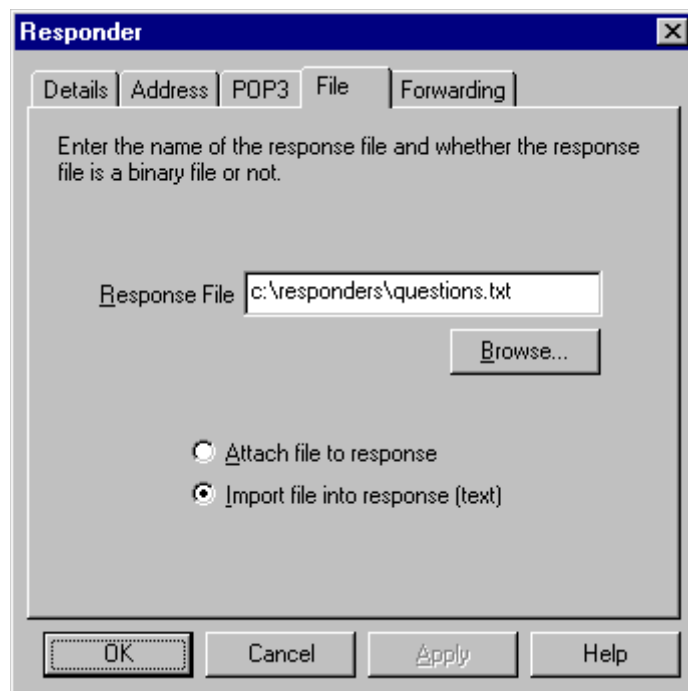 Responder
Details Address POP3 File Forwarding
Enter the name of the response file and whether the response
file is a binary file or not.
Response File c:\responders\questions.txt
Browse...
Attach file to response
Import file into response (text)
OK Cancel Apply Help